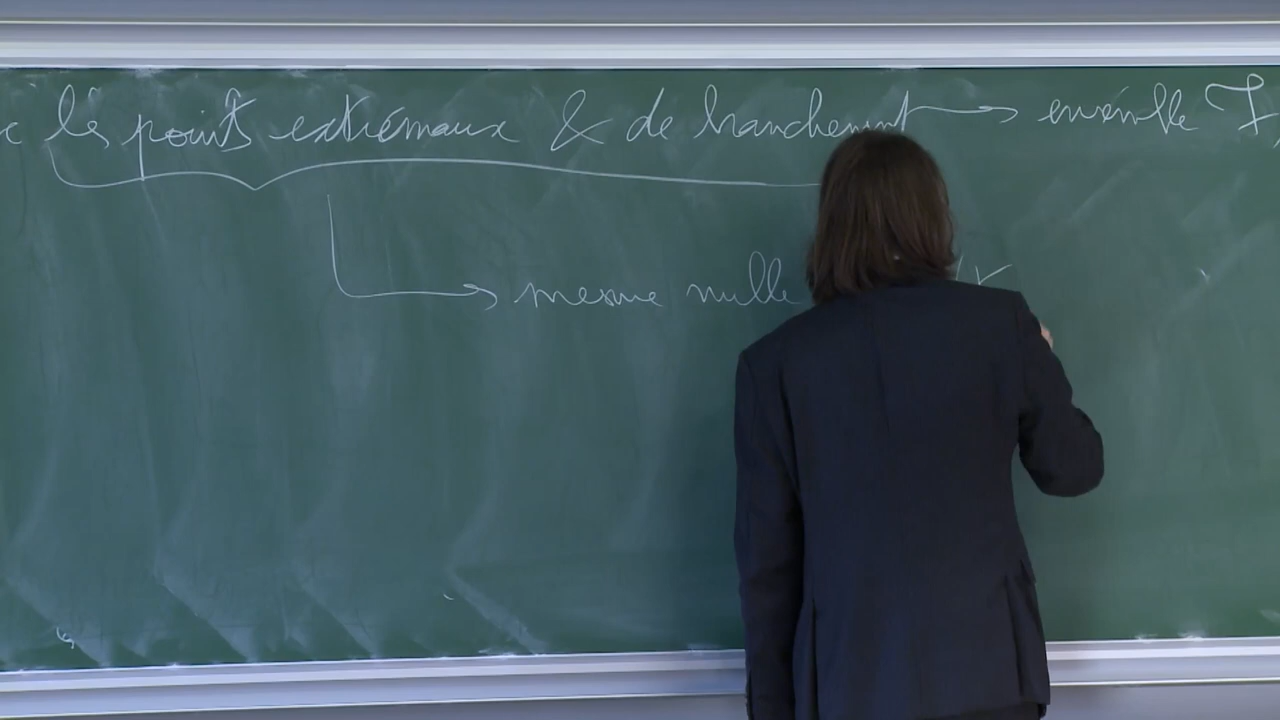 les points extrémaux & de branchement → ensemble T
→ mesure nulle